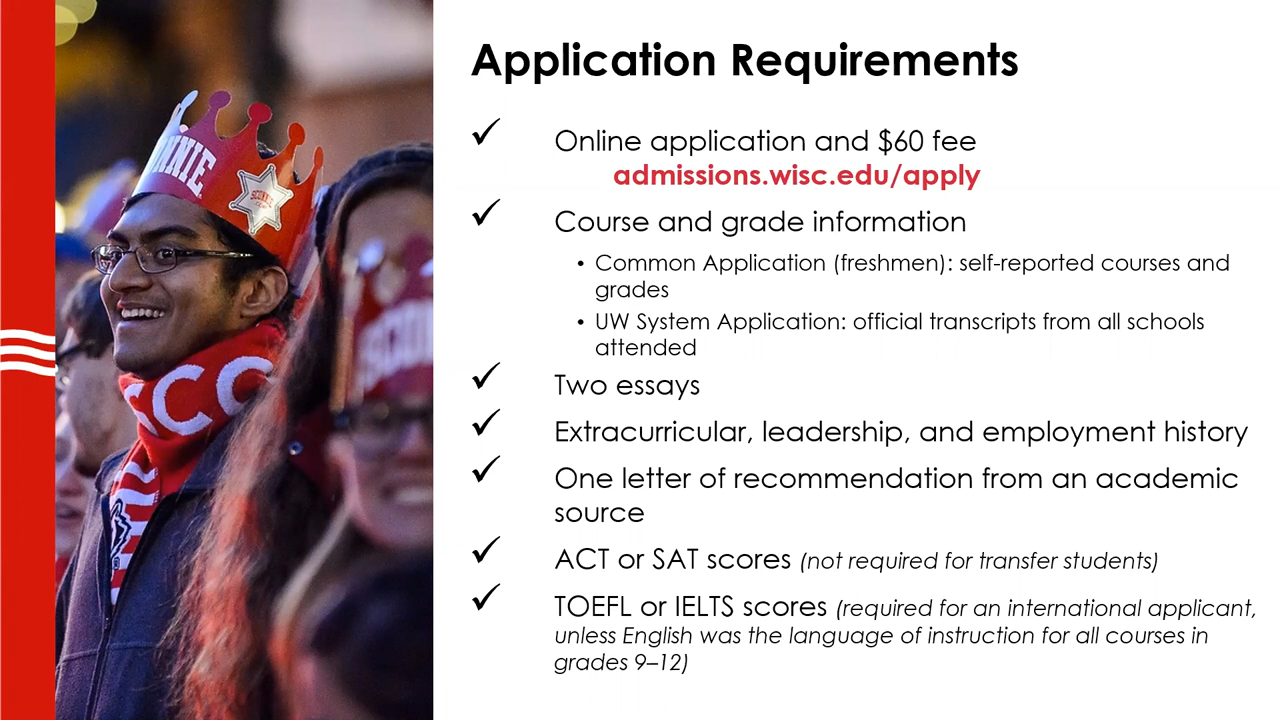 Application Requirements
✓ Online application and $60 fee
admissions.wisc.edu/apply
✓ Course and grade information
• Common Application (freshmen): self-reported courses and
grades
• UW System Application: official transcripts from all schools
attended
✓ Two essays
✓ Extracurricular, leadership, and employment history
✓ One letter of recommendation from an academic
source
✓ ACT or SAT scores (not required for transfer students)
✓ TOEFL or IELTS scores (required for an international applicant,
unless English was the language of instruction for all courses in
grades 9–12)